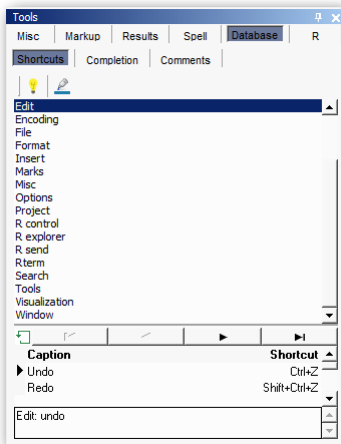 Tools
Misc Markup Results Spell Database R
Shortcuts Completion Comments
Edit
Encoding
File
Format
Insert
Marks
Misc
Options
Project
R control
R explorer
R send
Rterm
Search
Tools
Visualization
Window
Caption Shortcut
Undo Ctrl+Z
Redo Shift+Ctrl+Z
Edit: undo